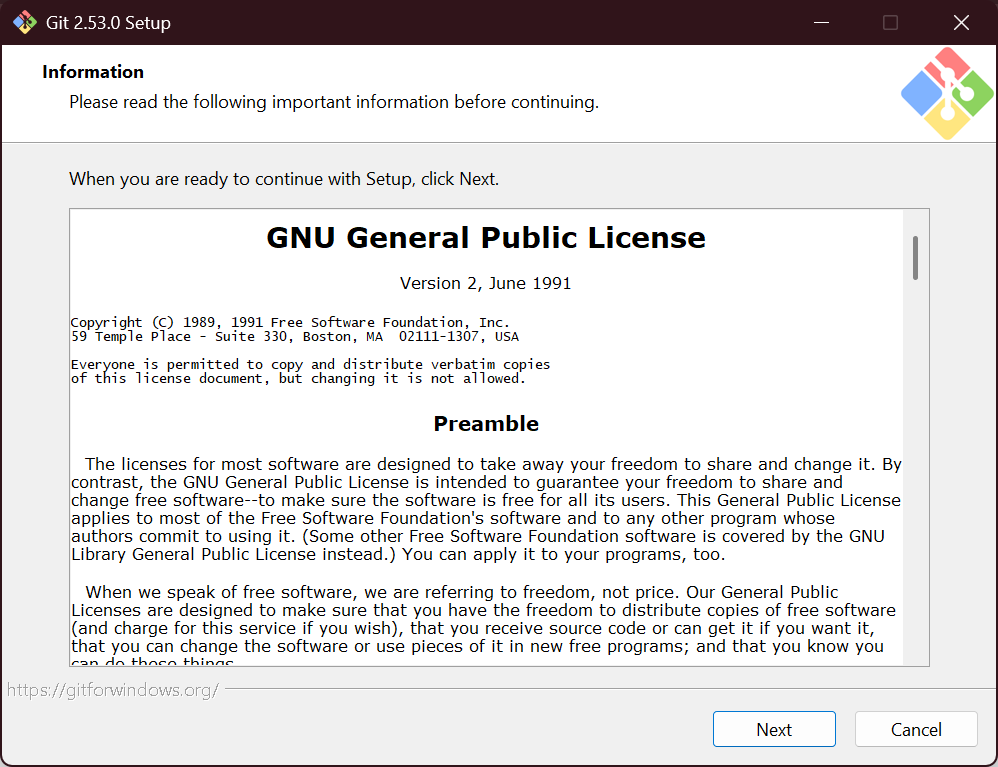 Git 2.53.0 Setup
Information
Please read the following important information before continuing.
When you are ready to continue with Setup, click Next.
GNU General Public License
Version 2, June 1991
Copyright (C) 1989, 1991 Free Software Foundation, Inc.
59 Temple Place - Suite 330, Boston, MA  02111-1307, USA
Everyone is permitted to copy and distribute verbatim copies
of this license document, but changing it is not allowed.
Preamble
The licenses for most software are designed to take away your freedom to share and change it. By
contrast, the GNU General Public License is intended to guarantee your freedom to share and
change free software--to make sure the software is free for all its users. This General Public License
applies to most of the Free Software Foundation's software and to any other program whose
authors commit to using it. (Some other Free Software Foundation software is covered by the GNU
Library General Public License instead.) You can apply it to your programs, too.
When we speak of free software, we are referring to freedom, not price. Our General Public
Licenses are designed to make sure that you have the freedom to distribute copies of free software
(and charge for this service if you wish), that you receive source code or can get it if you want it,
that you can change the software or use pieces of it in new free programs; and that you know you
can do these things.
https://gitforwindows.org/
Next
Cancel